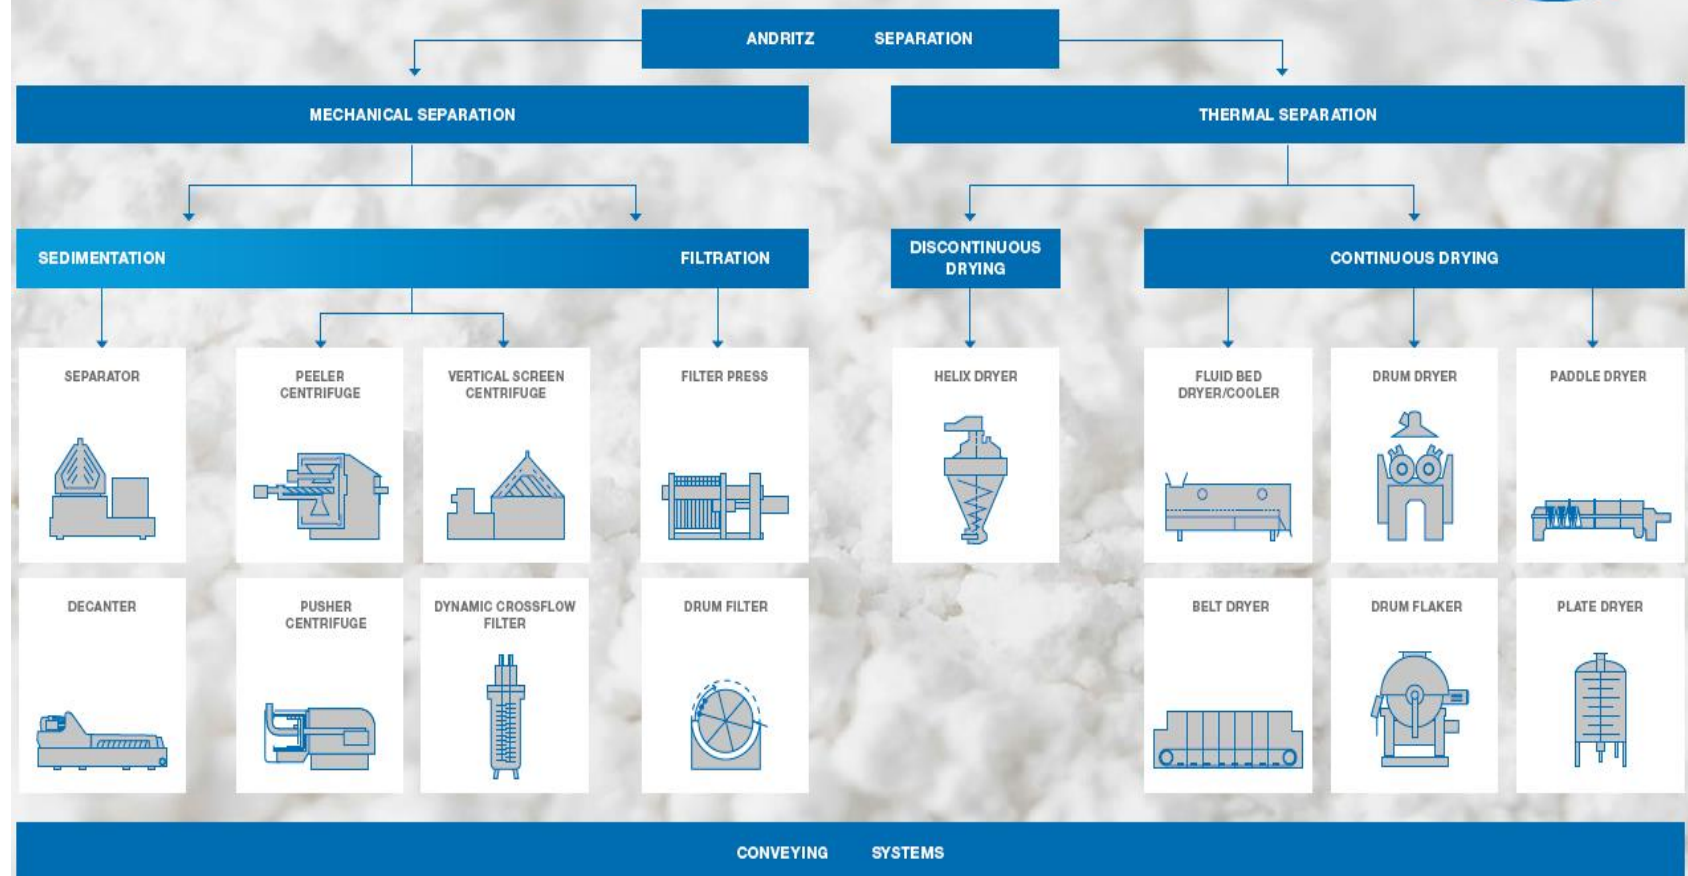 ANDRITZ SEPARATION
MECHANICAL SEPARATION
THERMAL SEPARATION
SEDIMENTATION
FILTRATION
DISCONTINUOUS
DRYING
CONTINUOUS DRYING
SEPARATOR
PEELER
CENTRIFUGE
VERTICAL SCREEN
CENTRIFUGE
FILTER PRESS
HELIX DRYER
FLUID BED
DRYER/COOLER
DRUM DRYER
PADDLE DRYER
DECANTER
PUSHER
CENTRIFUGE
DYNAMIC CROSSFLOW
FILTER
DRUM FILTER
BELT DRYER
DRUM FLAKER
PLATE DRYER
CONVEYING SYSTEMS